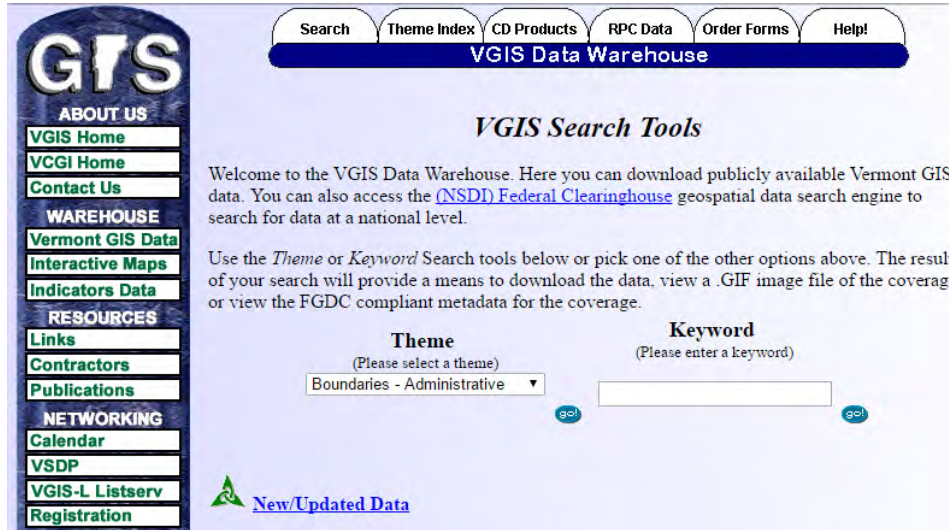 GIS
ABOUT US
VGIS Home
VCGI Home
Contact Us
WAREHOUSE
Vermont GIS Data
Interactive Maps
Indicators Data
RESOURCES
Links
Contractors
Publications
NETWORKING
Calendar
VSDP
VGIS-L Listserv
Registration
Search Theme Index CD Products RPC Data Order Forms Help!
VGIS Data Warehouse
VGIS Search Tools
Welcome to the VGIS Data Warehouse. Here you can download publicly available Vermont GIS
data. You can also access the (NSDI) Federal Clearinghouse geospatial data search engine to
search for data at a national level.
Use the Theme or Keyword Search tools below or pick one of the other options above. The resul
of your search will provide a means to download the data, view a .GIF image file of the coverag
or view the FGDC compliant metadata for the coverage.
Theme
(Please select a theme)
Boundaries - Administrative
go!
Keyword
(Please enter a keyword)
go!
New/Updated Data